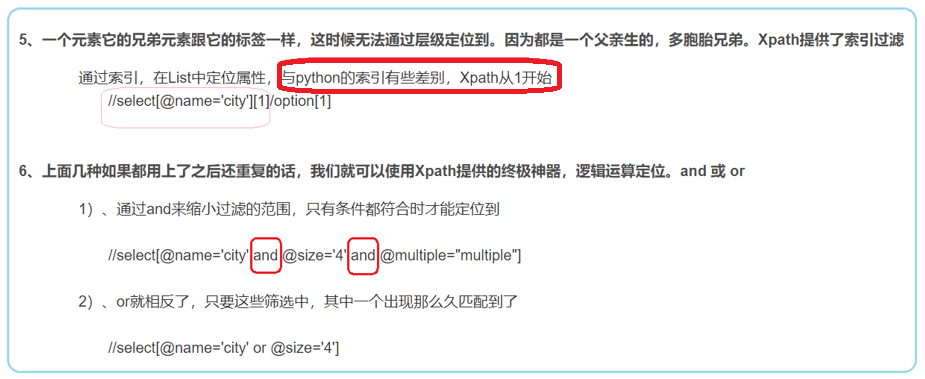 5、一个元素它的兄弟元素跟它的标签一样，这时候无法通过层级定位到。因为都是一个父亲生的，多胞胎兄弟。Xpath提供了索引过滤
通过索引，在List中定位属性，与python的索引有些差别，Xpath从1开始
//select[@name='city'][1]/option[1]
6、上面几种如果都用上了之后还重复的话，我们就可以使用Xpath提供的终极神器，逻辑运算定位。and 或 or
1）、通过and来缩小过滤的范围，只有条件都符合时才能定位到
//select[@name='city' and @size='4' and @multiple="multiple"]
2）、or就相反了，只要这些筛选中，其中一个出现那么久匹配到了
//select[@name='city' or @size='4']